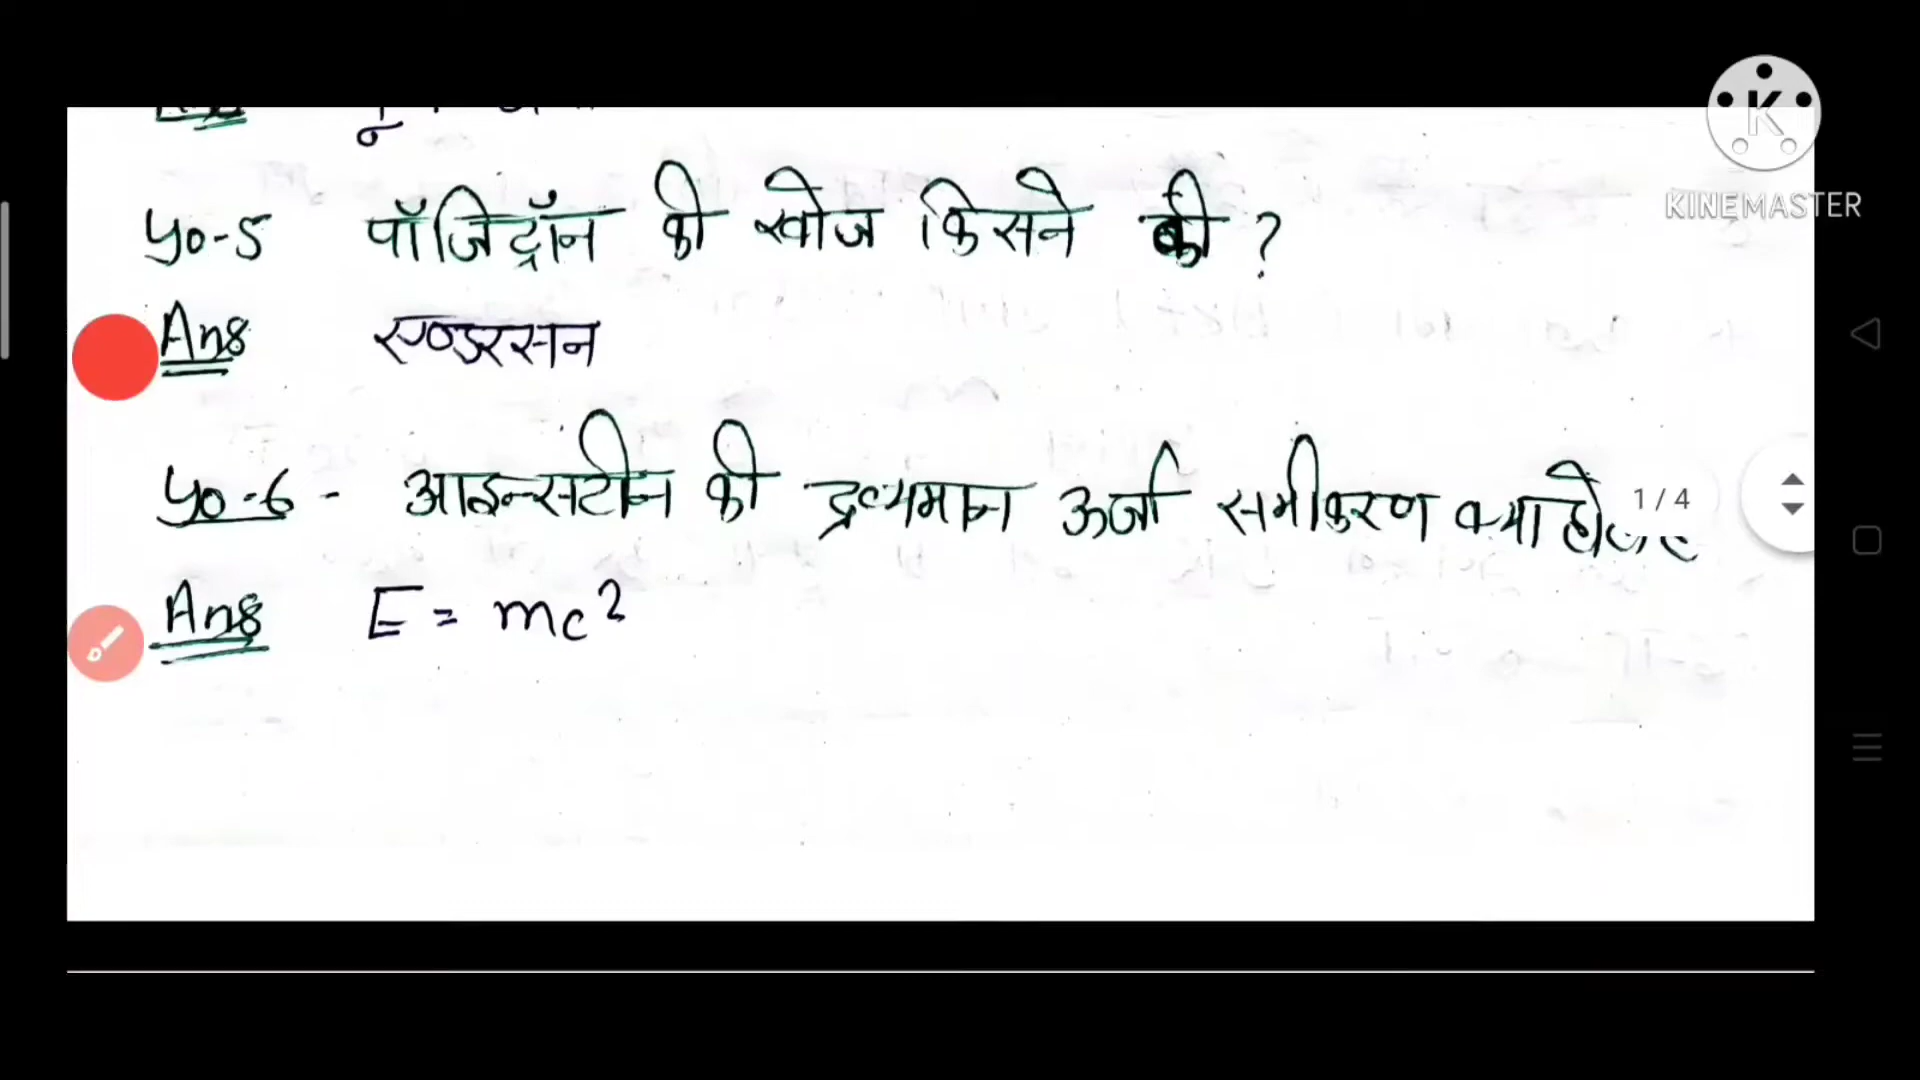 KINEMASTER
प्र०-5 पॉजिट्रॉन की खोज किसने की ?
Ans एण्डरसन
प्र०-6 - आइन्सटीन की द्रव्यमान ऊर्जा समीकरण क्या
1 / 4
Ans E = mc²